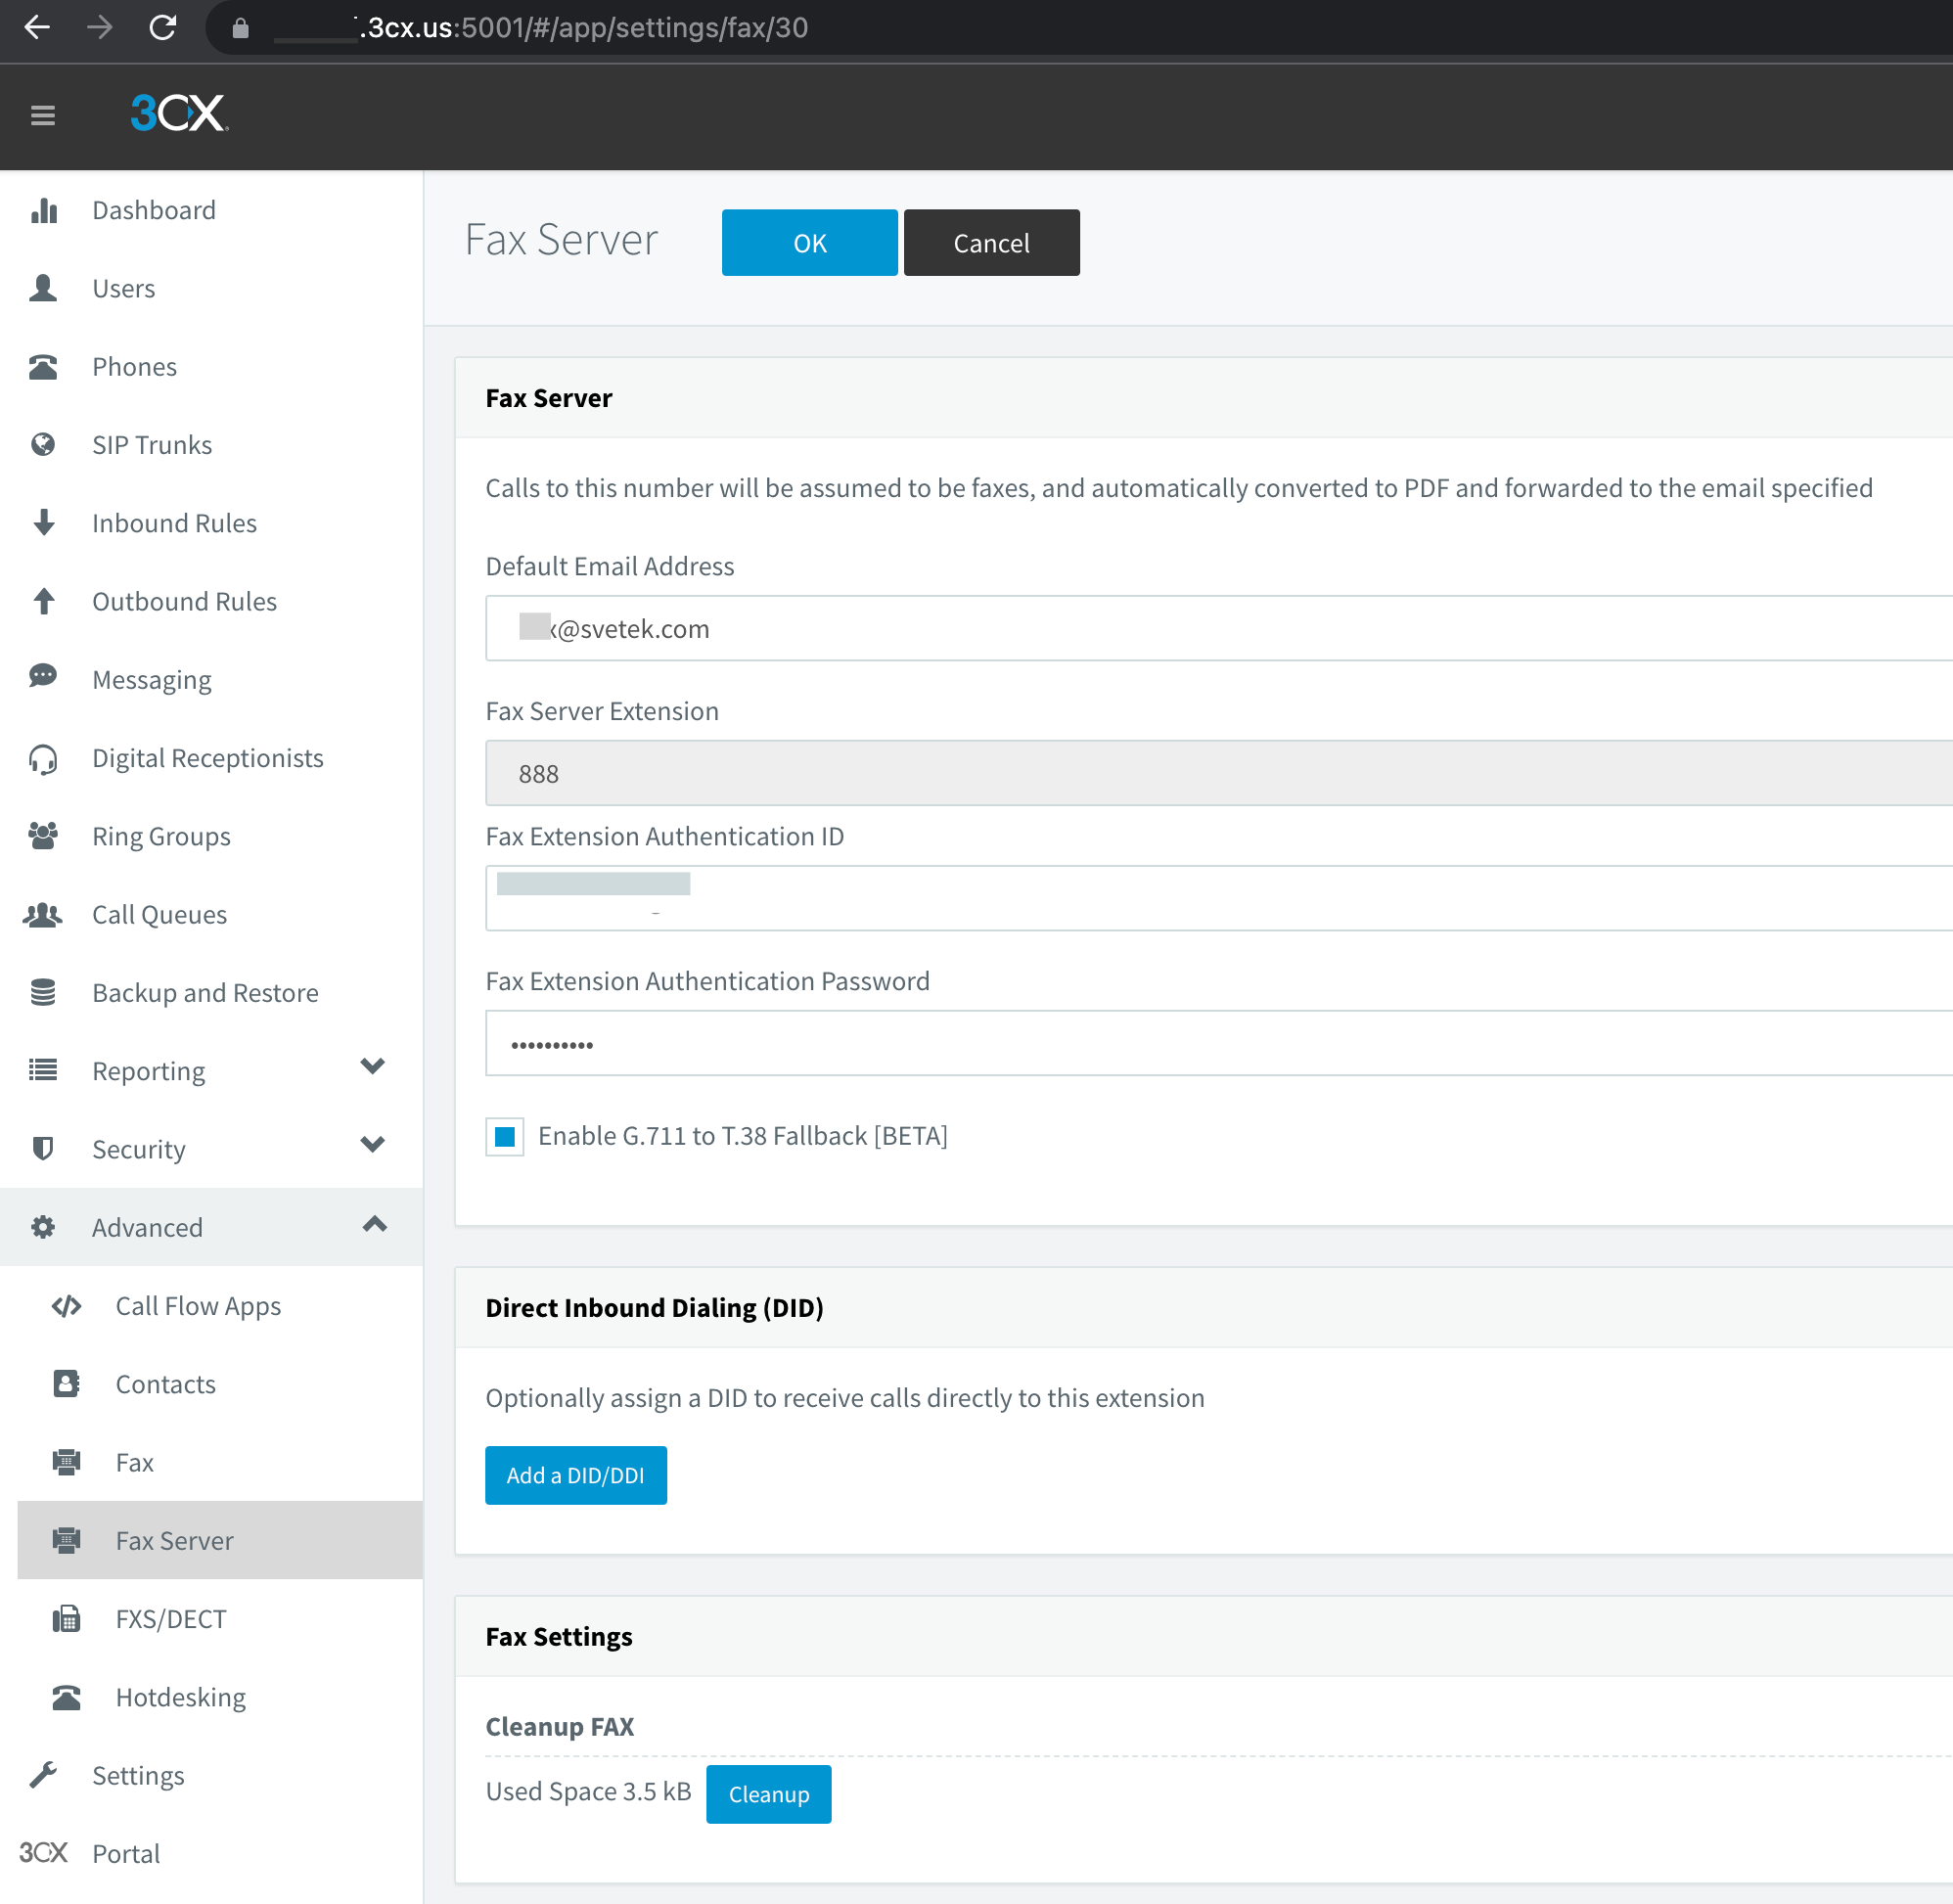 .3cx.us:5001/#/app/settings/fax/30
3CX
Dashboard
Users
Phones
SIP Trunks
Inbound Rules
Outbound Rules
Messaging
Digital Receptionists
Ring Groups
Call Queues
Backup and Restore
Reporting
Security
Advanced
Call Flow Apps
Contacts
Fax
Fax Server
FXS/DECT
Hotdesking
Settings
3CX Portal
Fax Server
OK
Cancel
Fax Server
Calls to this number will be assumed to be faxes, and automatically converted to PDF and forwarded to the email specified
Default Email Address
x@svetek.com
Fax Server Extension
888
Fax Extension Authentication ID
Fax Extension Authentication Password
••••••••••
Enable G.711 to T.38 Fallback [BETA]
Direct Inbound Dialing (DID)
Optionally assign a DID to receive calls directly to this extension
Add a DID/DDI
Fax Settings
Cleanup FAX
Used Space 3.5 kB
Cleanup